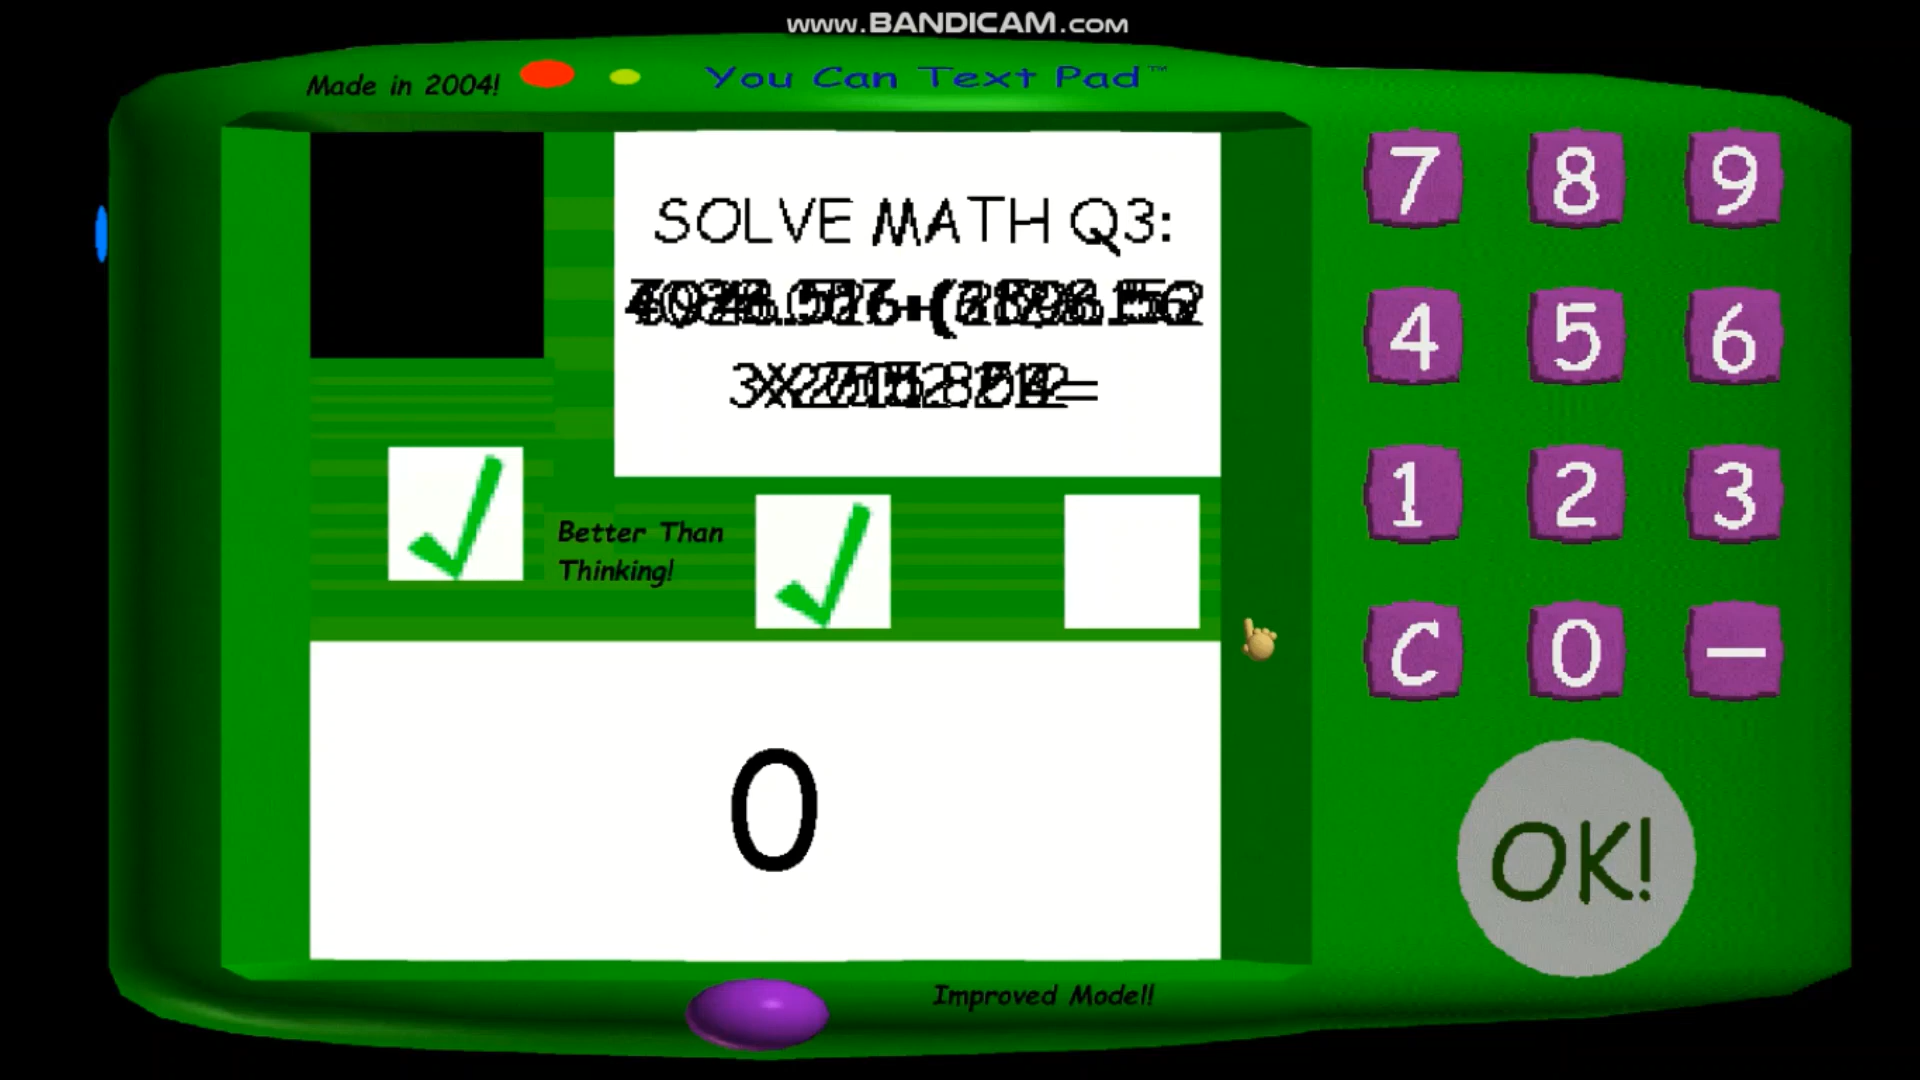 www.BANDICAM.com
Made in 2004!
You Can Text Pad™
SOLVE MATH Q3:
Better Than
Thinking!
0
Improved Model!
7 8 9
4 5 6
1 2 3
C 0 —
OK!